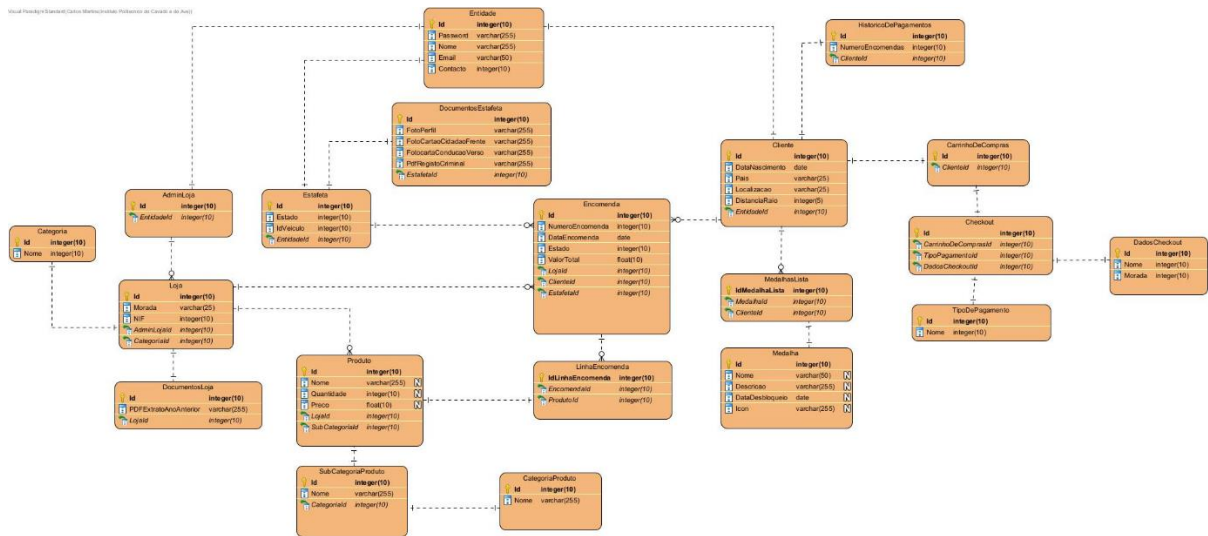 Visual Paradigm Standard(Carlos Martins(Instituto Politécnico do Cávado e do Ave))
Entidade
Id integer(10)
Password varchar(255)
Nome varchar(255)
Email varchar(50)
Contacto integer(10)
HistoricoDePagamentos
Id integer(10)
NumeroEncomendas integer(10)
ClienteId integer(10)
DocumentosEstafeta
Id integer(10)
FotoPerfil varchar(255)
FotoCartaoCidadaoFrente varchar(255)
FotocartaConducaoVerso varchar(255)
PdfRegistoCriminal varchar(255)
EstafetaId integer(10)
Cliente
Id integer(10)
DataNascimento date
Pais varchar(25)
Localizacao varchar(25)
DistanciaRaio integer(5)
EntidadeId integer(10)
CarrinhoDeCompras
Id integer(10)
ClienteId integer(10)
AdminLoja
Id integer(10)
EntidadeId integer(10)
Estafeta
Id integer(10)
Estado integer(10)
IdVeiculo integer(10)
EntidadeId integer(10)
Encomenda
Id integer(10)
NumeroEncomenda integer(10)
DataEncomenda date
Estado integer(10)
ValorTotal float(10)
LojaId integer(10)
ClienteId integer(10)
EstafetaId integer(10)
Checkout
Id integer(10)
CarrinhoDeComprasId integer(10)
TipoPagamentoId integer(10)
DadosCheckoutId integer(10)
DadosCheckout
Id integer(10)
Nome integer(10)
Morada integer(10)
Categoria
Id integer(10)
Nome integer(10)
Loja
Id integer(10)
Morada varchar(25)
NIF integer(10)
AdminLojaId integer(10)
CategoriaId integer(10)
MedalhasLista
IdMedalhaLista integer(10)
MedalhaId integer(10)
ClienteId integer(10)
TipoDePagamento
Id integer(10)
Nome integer(10)
Produto
Id integer(10)
Nome varchar(255) N
Quantidade integer(10) N
Preco float(10) N
LojaId integer(10)
SubCategoriaId integer(10)
LinhaEncomenda
IdLinhaEncomenda integer(10)
EncomendaId integer(10)
ProdutoId integer(10)
Medalha
Id integer(10)
Nome varchar(50) N
Descricao varchar(255) N
DataDesbloqueio date N
Icon varchar(255) N
DocumentosLoja
Id integer(10)
PDFExtratoAnoAnterior varchar(255)
LojaId integer(10)
SubCategoriaProduto
Id integer(10)
Nome varchar(255)
CategoriaId integer(10)
CategoriaProduto
Id integer(10)
Nome varchar(255)